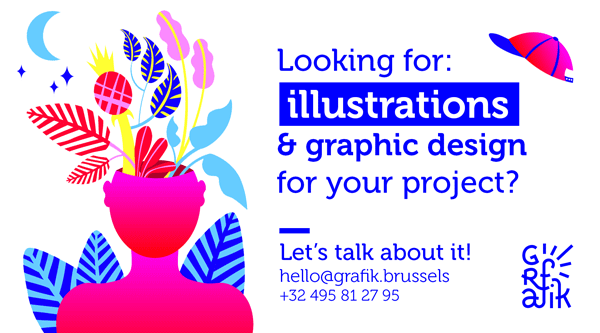 Looking for:
illustrations
& graphic design
for your project?
Let's talk about it!
hello@grafik.brussels
+32 495 81 27 95
GRafik